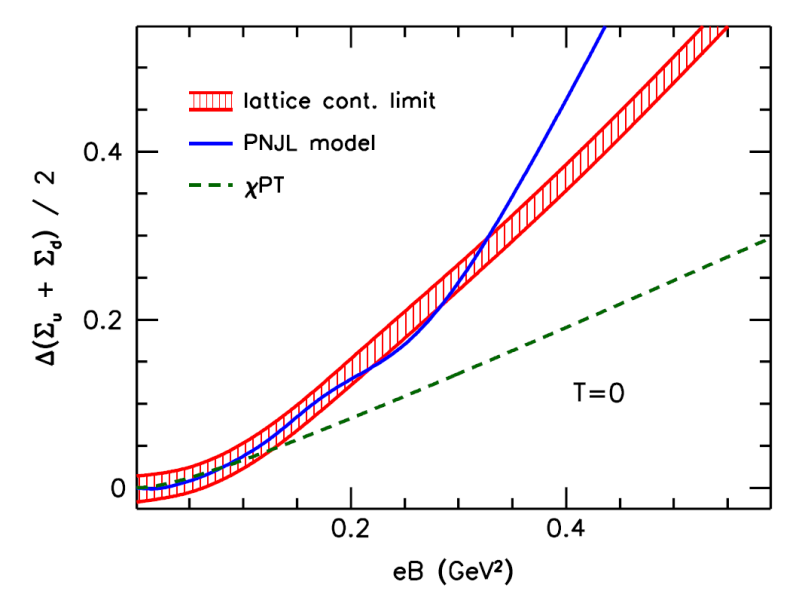 lattice cont. limit
PNJL model
χPT
0.4
0.2
0
Δ(Σu + Σd) / 2
T=0
0.2
0.4
eB (GeV²)